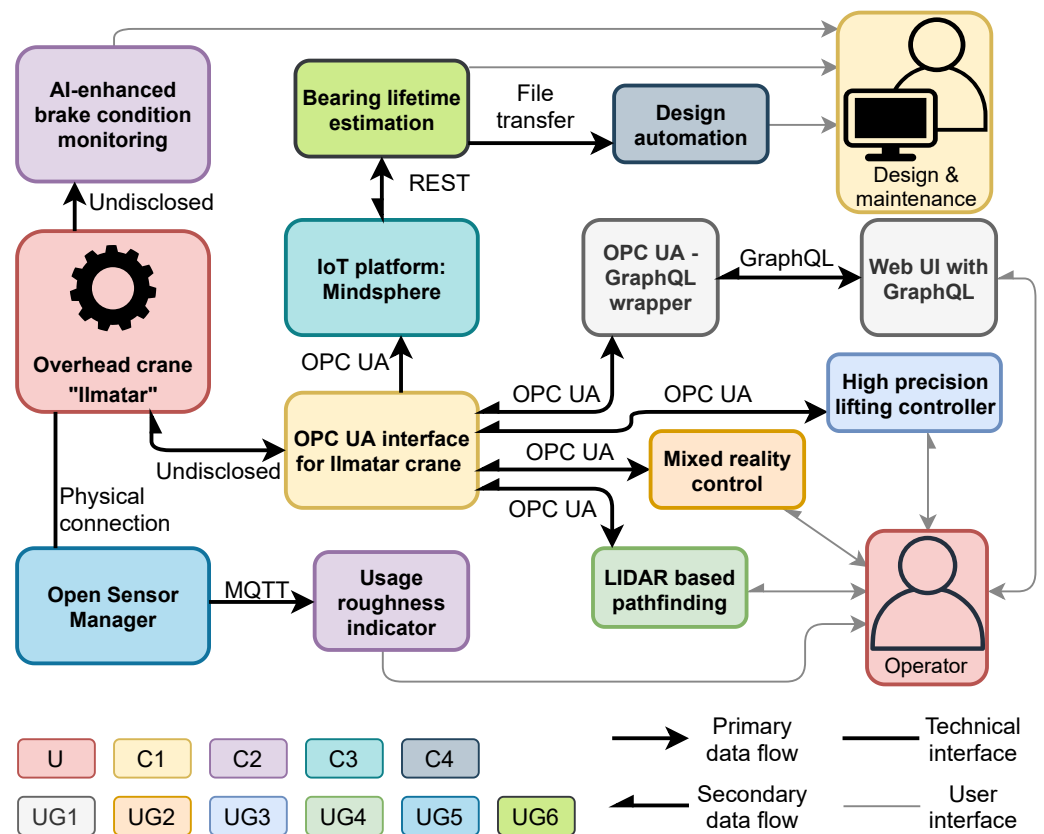 AI-enhanced
brake condition
monitoring
Bearing lifetime
estimation
File
transfer
Design
automation
Design &
maintenance
Undisclosed
REST
Overhead crane
"Ilmatar"
IoT platform:
Mindsphere
OPC UA -
GraphQL
wrapper
GraphQL
Web UI with
GraphQL
OPC UA
OPC UA
OPC UA
High precision
lifting controller
OPC UA interface
for Ilmatar crane
Undisclosed
OPC UA
Mixed reality
control
OPC UA
Physical
connection
Open Sensor
Manager
MQTT
Usage
roughness
indicator
LIDAR based
pathfinding
Operator
U
C1
C2
C3
C4
UG1
UG2
UG3
UG4
UG5
UG6
Primary
data flow
Technical
interface
Secondary
data flow
User
interface